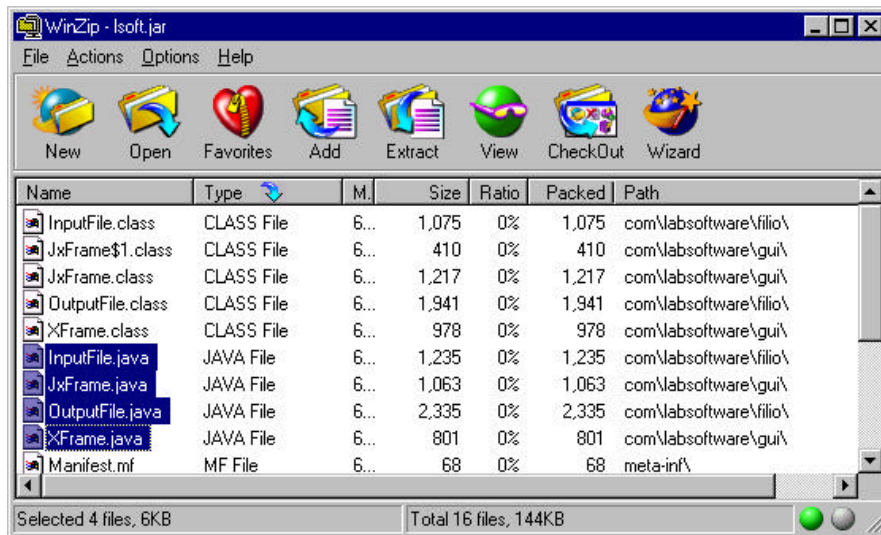 WinZip - lsoft.jar
File Actions Options Help
New Open Favorites Add Extract View CheckOut Wizard
Name Type M. Size Ratio Packed Path
InputFile.class CLASS File 6... 1,075 0% 1,075 com\labsoftware\filio\
JxFrame$1.class CLASS File 6... 410 0% 410 com\labsoftware\gui\
JxFrame.class CLASS File 6... 1,217 0% 1,217 com\labsoftware\gui\
OutputFile.class CLASS File 6... 1,941 0% 1,941 com\labsoftware\filio\
XFrame.class CLASS File 6... 978 0% 978 com\labsoftware\gui\
InputFile.java JAVA File 6... 1,235 0% 1,235 com\labsoftware\filio\
JxFrame.java JAVA File 6... 1,063 0% 1,063 com\labsoftware\gui\
OutputFile.java JAVA File 6... 2,335 0% 2,335 com\labsoftware\filio\
XFrame.java JAVA File 6... 801 0% 801 com\labsoftware\gui\
Manifest.mf MF File 6... 68 0% 68 meta-inf\
Selected 4 files, 6KB Total 16 files, 144KB